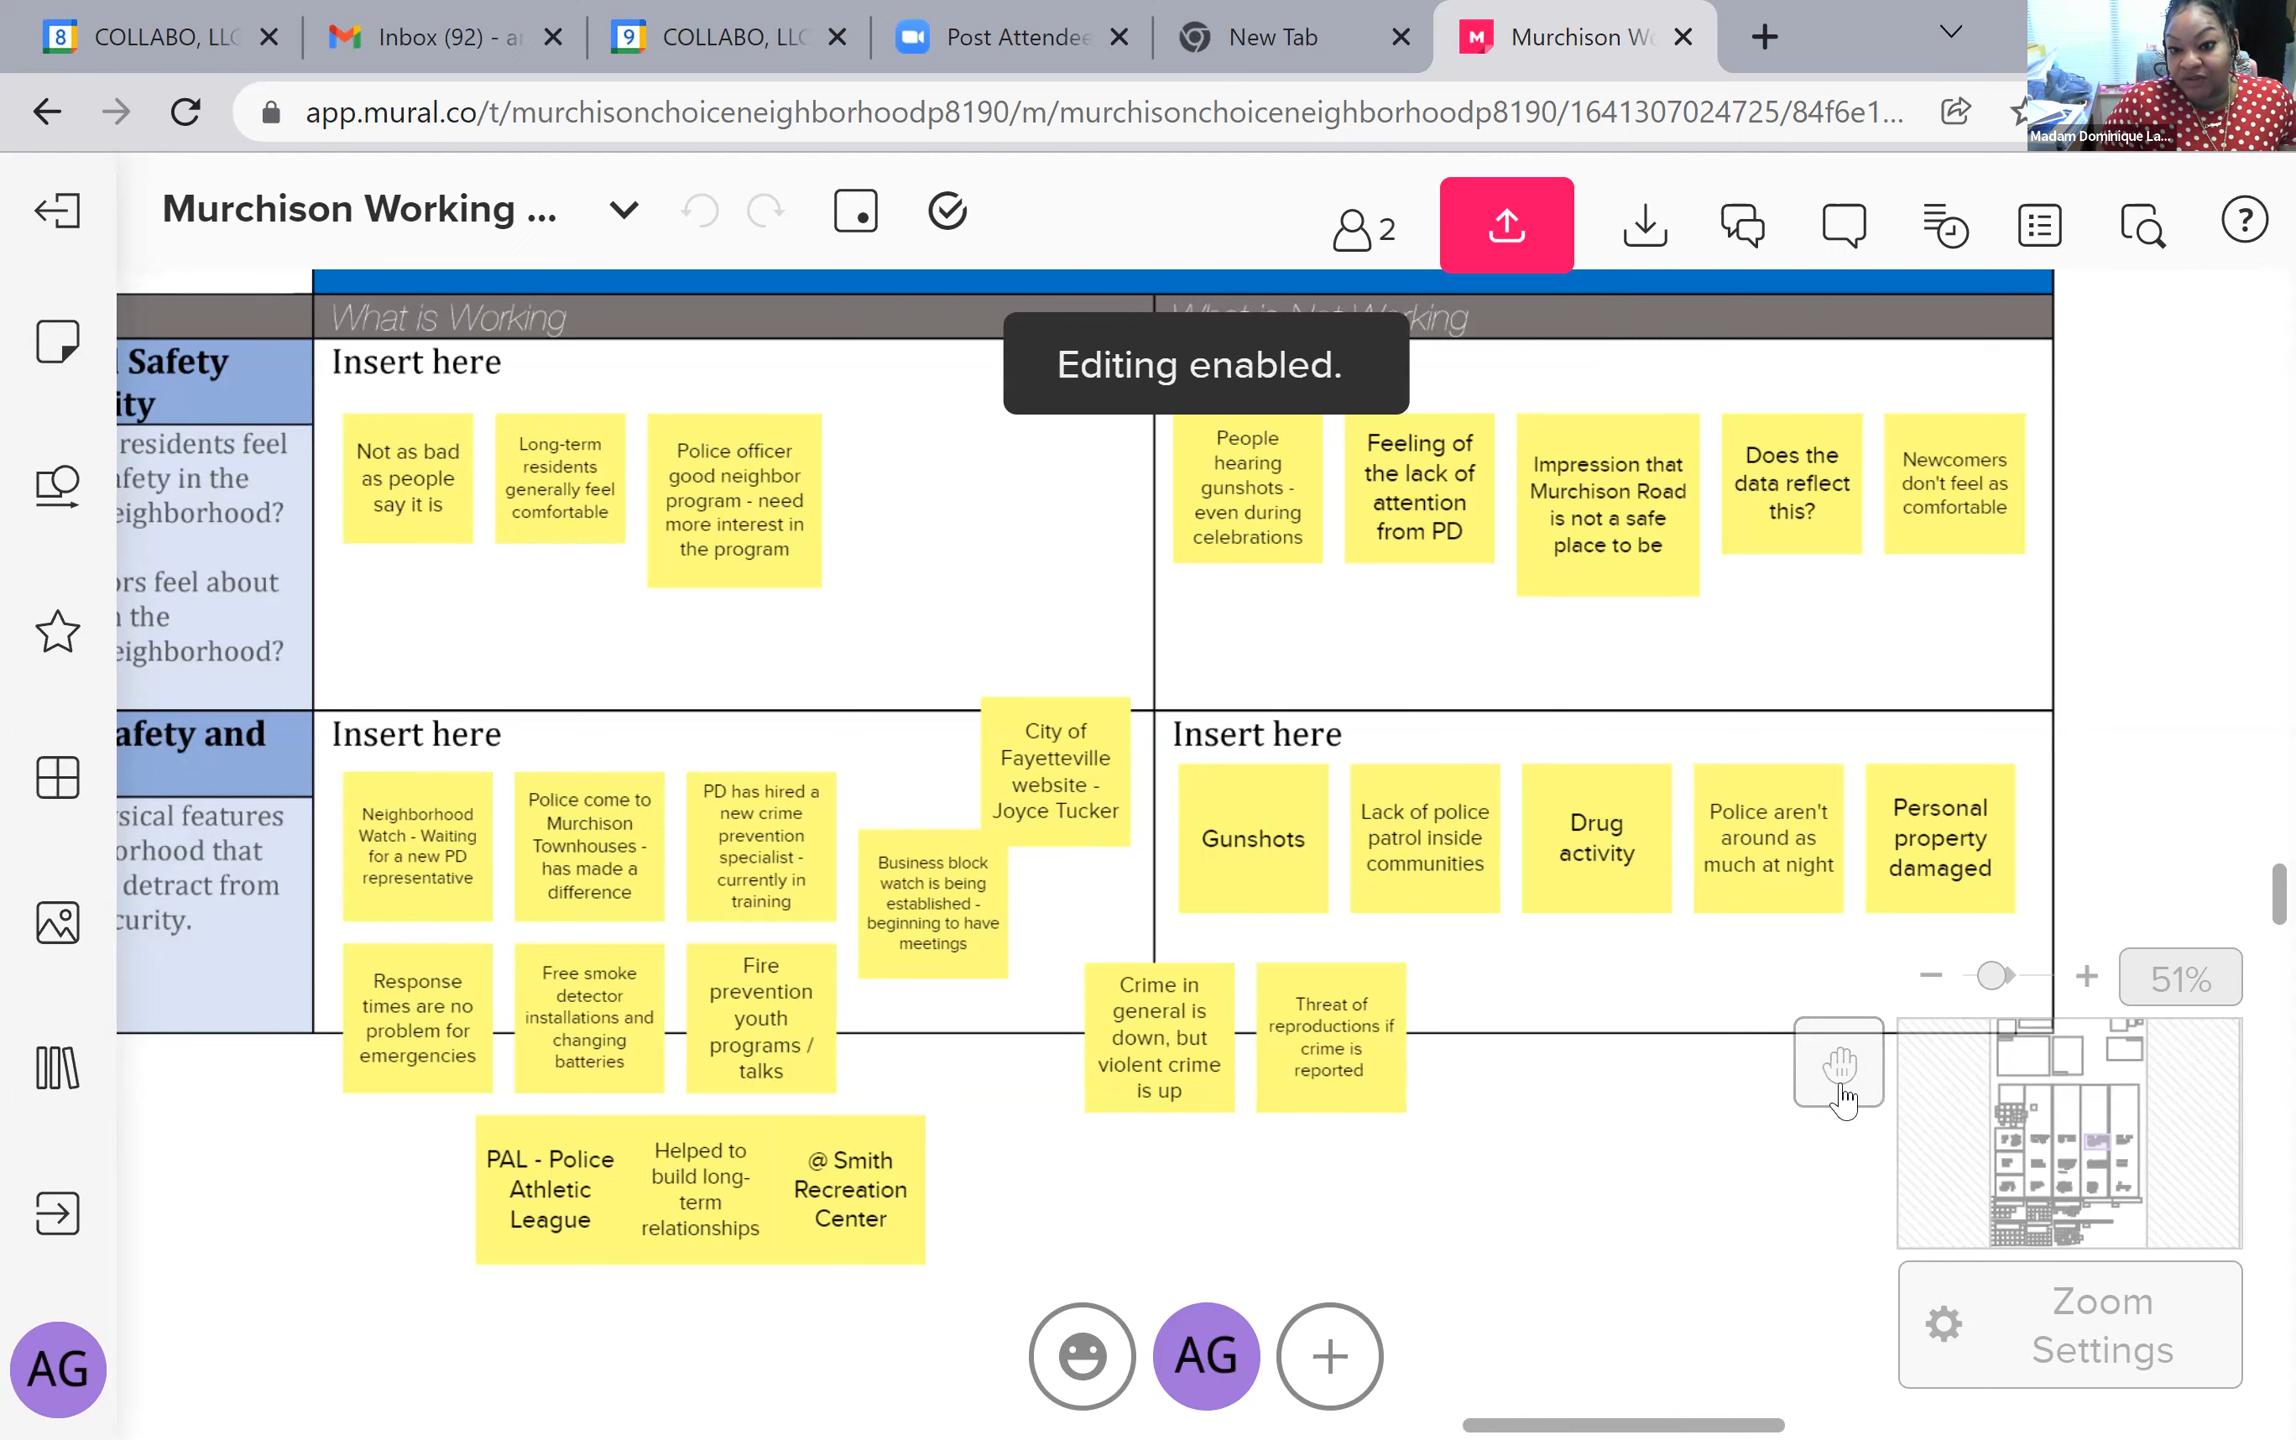 COLLABO, LLC
Inbox (92) - a
COLLABO, LLC
Post Attendee
New Tab
Murchison Wo
app.mural.co/t/murchisonchoiceneighborhoodp8190/m/murchisonchoiceneighborhoodp8190/1641307024725/84f6e1...
Madam Dominique La...
Murchison Working ...
2
What is Working
What is Not Working
Editing enabled.
Safety
ity
residents feel
afety in the
eighborhood?
ors feel about
the
eighborhood?
Insert here
Not as bad
as people
say it is
Long-term
residents
generally feel
comfortable
Police officer
good neighbor
program - need
more interest in
the program
People
hearing
gunshots -
even during
celebrations
Feeling of
the lack of
attention
from PD
Impression that
Murchison Road
is not a safe
place to be
Does the
data reflect
this?
Newcomers
don't feel as
comfortable
afety and
sical features
orhood that
detract from
curity.
Insert here
Neighborhood
Watch - Waiting
for a new PD
representative
Police come to
Murchison
Townhouses -
has made a
difference
PD has hired a
new crime
prevention
specialist -
currently in
training
Business block
watch is being
established -
beginning to have
meetings
City of
Fayetteville
website -
Joyce Tucker
Response
times are no
problem for
emergencies
Free smoke
detector
installations and
changing
batteries
Fire
prevention
youth
programs /
talks
PAL - Police
Athletic
League
Helped to
build long-
term
relationships
@ Smith
Recreation
Center
Insert here
Gunshots
Lack of police
patrol inside
communities
Drug
activity
Police aren't
around as
much at night
Personal
property
damaged
Crime in
general is
down, but
violent crime
is up
Threat of
reproductions if
crime is
reported
51%
Zoom
Settings
AG
AG